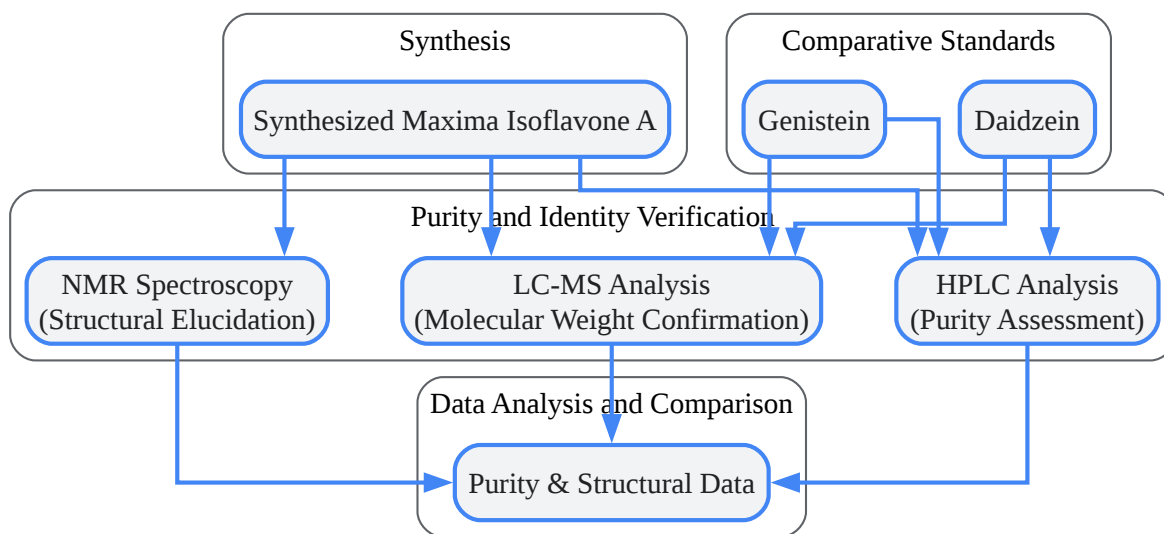 Synthesis
Comparative Standards
Synthesized Maxima Isoflavone A
Genistein
Daidzein
Purity and Identity Verification
NMR Spectroscopy
(Structural Elucidation)
LC-MS Analysis
(Molecular Weight Confirmation)
HPLC Analysis
(Purity Assessment)
Data Analysis and Comparison
Purity & Structural Data